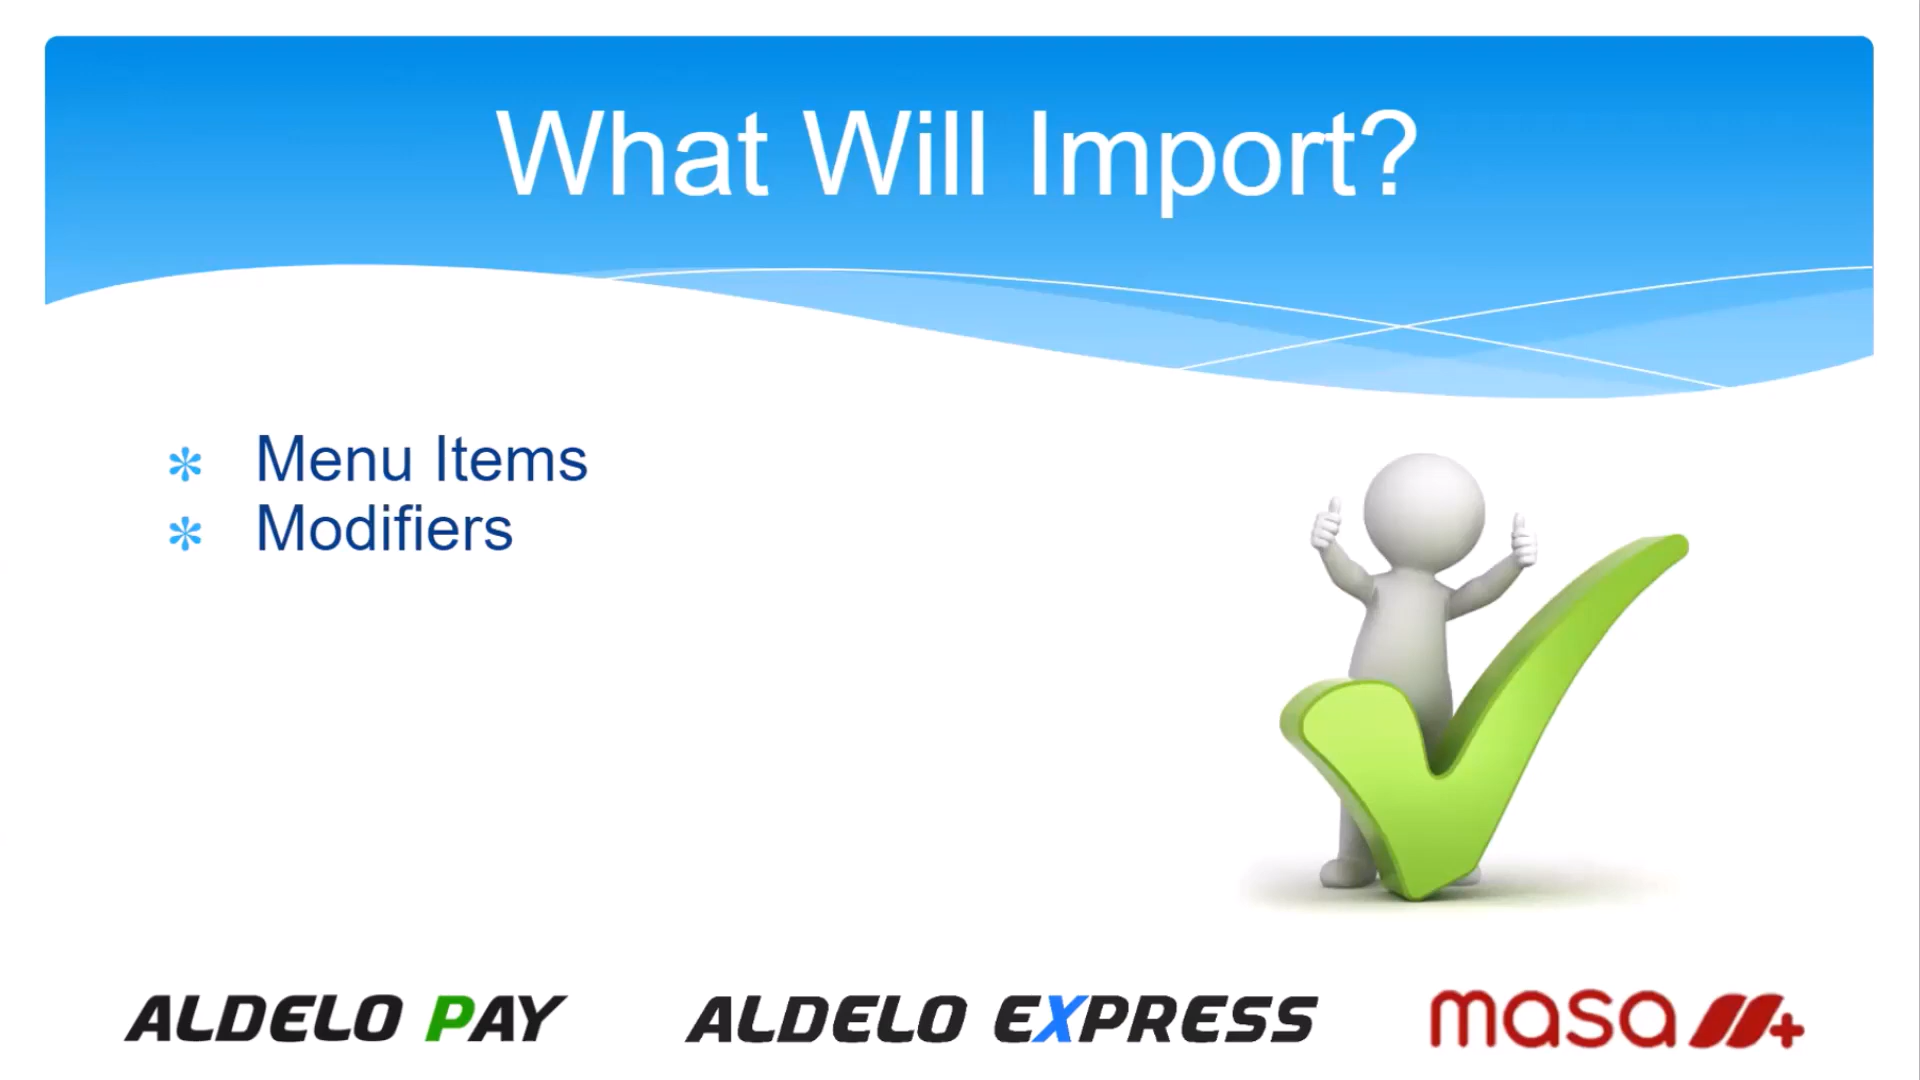 What Will Import?
Menu Items
Modifiers
ALDELO PAY
ALDELO EXPRESS
masa